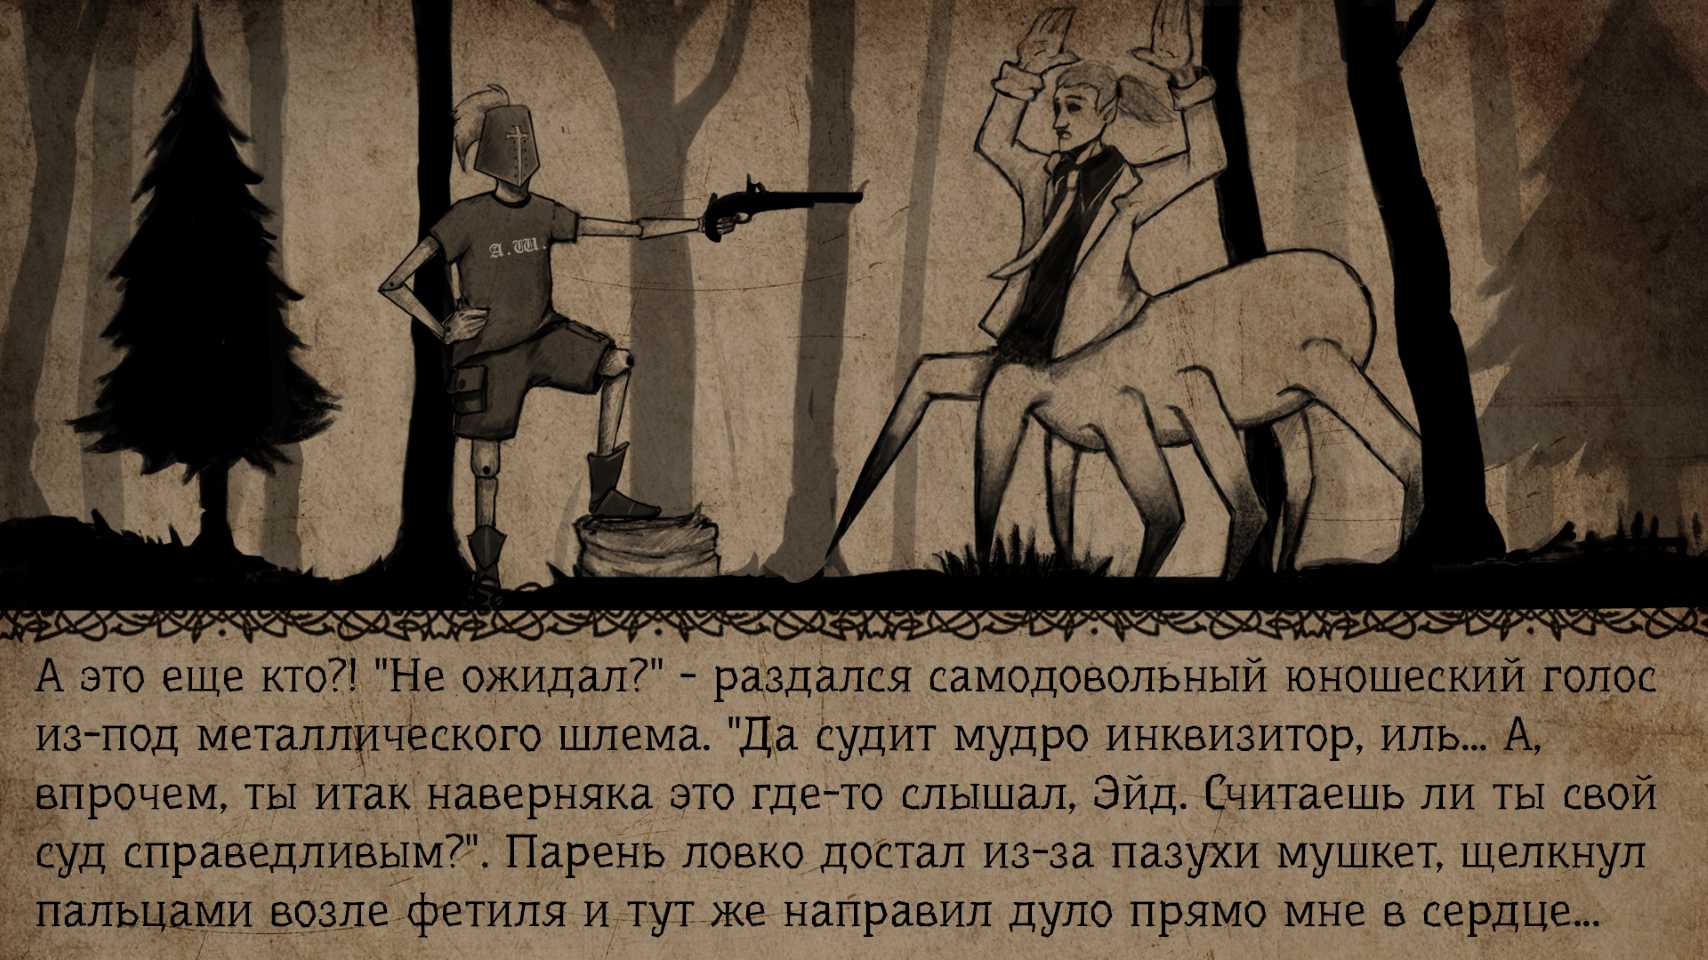 A.W.
А это еще кто?! "Не ожидал?" - раздался самодовольный юношеский голос
из-под металлического шлема. "Да судит мудро инквизитор, иль... А,
впрочем, ты итак наверняка это где-то слышал, Эйд. Считаешь ли ты свой
суд справедливым?". Парень ловко достал из-за пазухи мушкет, щелкнул
пальцами возле фетиля и тут же направил дуло прямо мне в сердце...